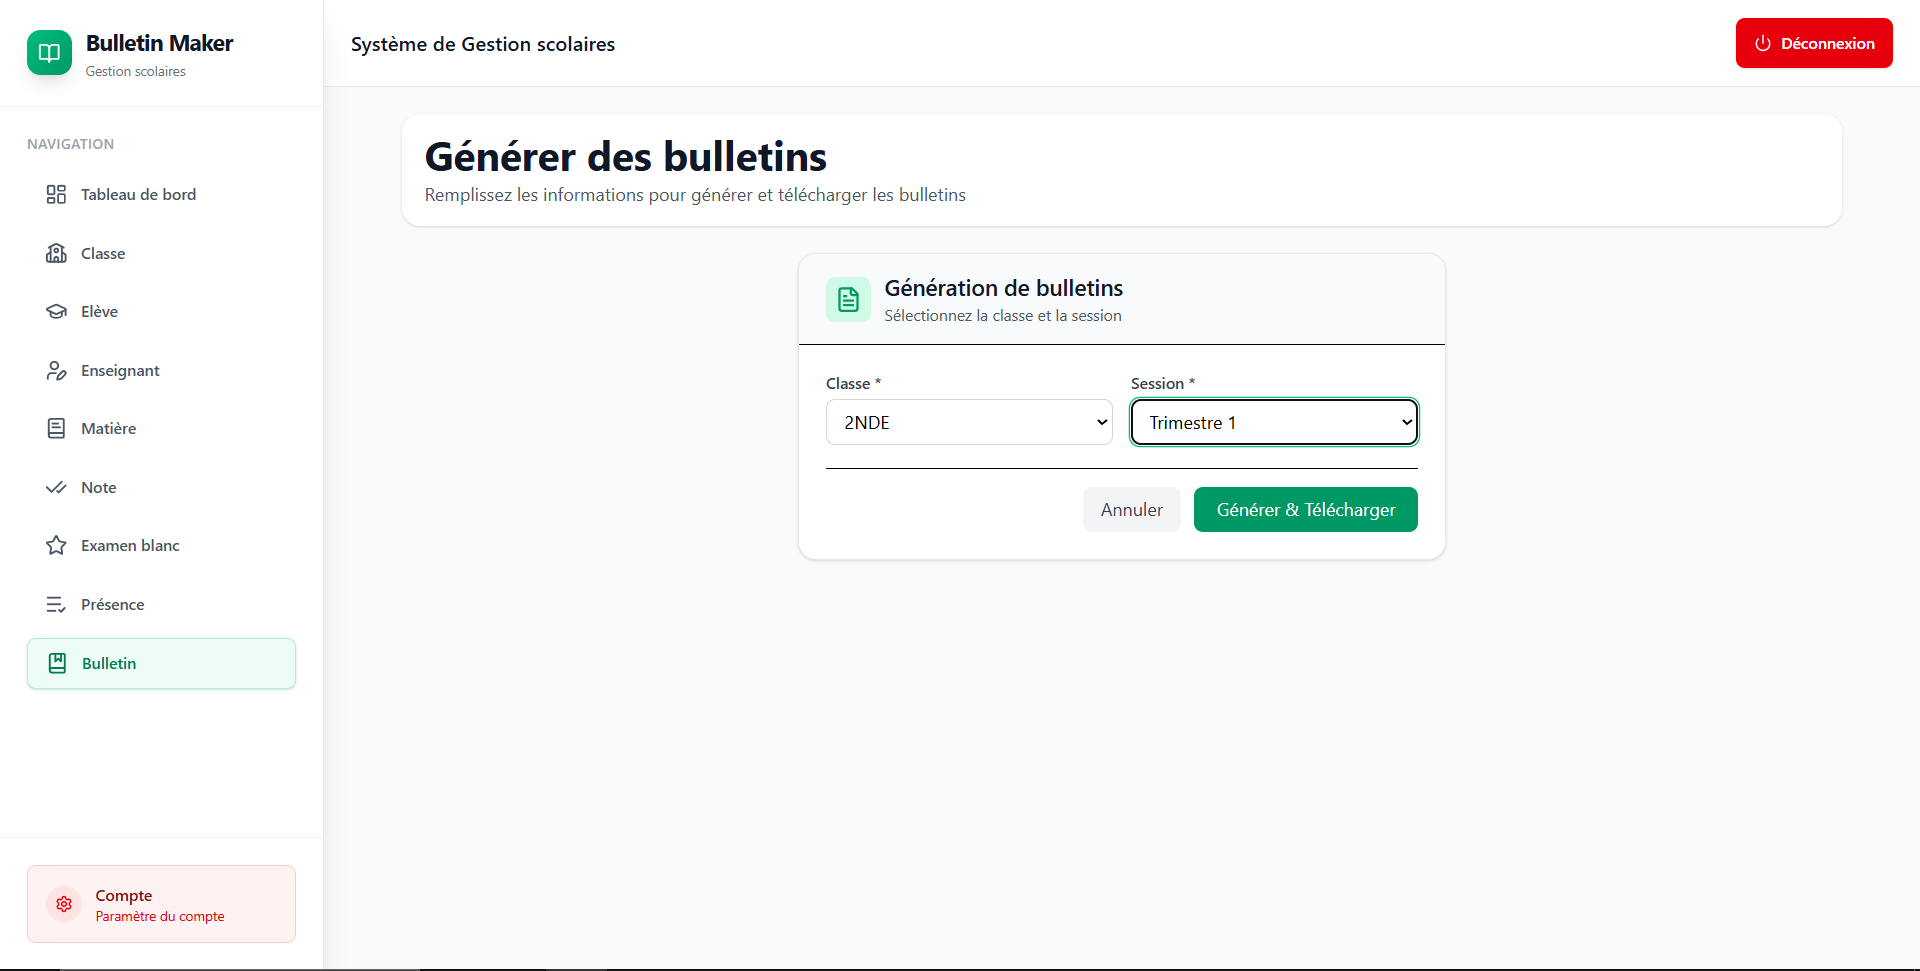 Bulletin Maker
Gestion scolaires
NAVIGATION
Tableau de bord
Classe
Elève
Enseignant
Matière
Note
Examen blanc
Présence
Bulletin
Compte
Paramètre du compte
Système de Gestion scolaires
Déconnexion
Générer des bulletins
Remplissez les informations pour générer et télécharger les bulletins
Génération de bulletins
Sélectionnez la classe et la session
Classe *
Session *
2NDE
Trimestre 1
Annuler
Générer & Télécharger